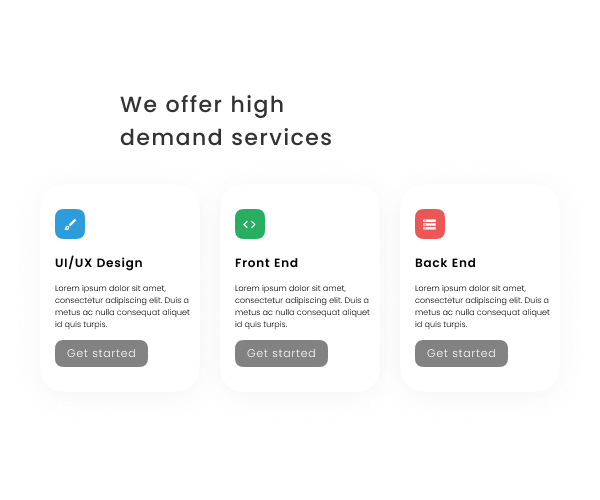 We offer high
demand services
UI/UX Design
Lorem ipsum dolor sit amet,
consectetur adipiscing elit. Duis a
metus ac nulla consequat aliquet
id quis turpis.
Get started
Front End
Lorem ipsum dolor sit amet,
consectetur adipiscing elit. Duis a
metus ac nulla consequat aliquet
id quis turpis.
Get started
Back End
Lorem ipsum dolor sit amet,
consectetur adipiscing elit. Duis a
metus ac nulla consequat aliquet
id quis turpis.
Get started